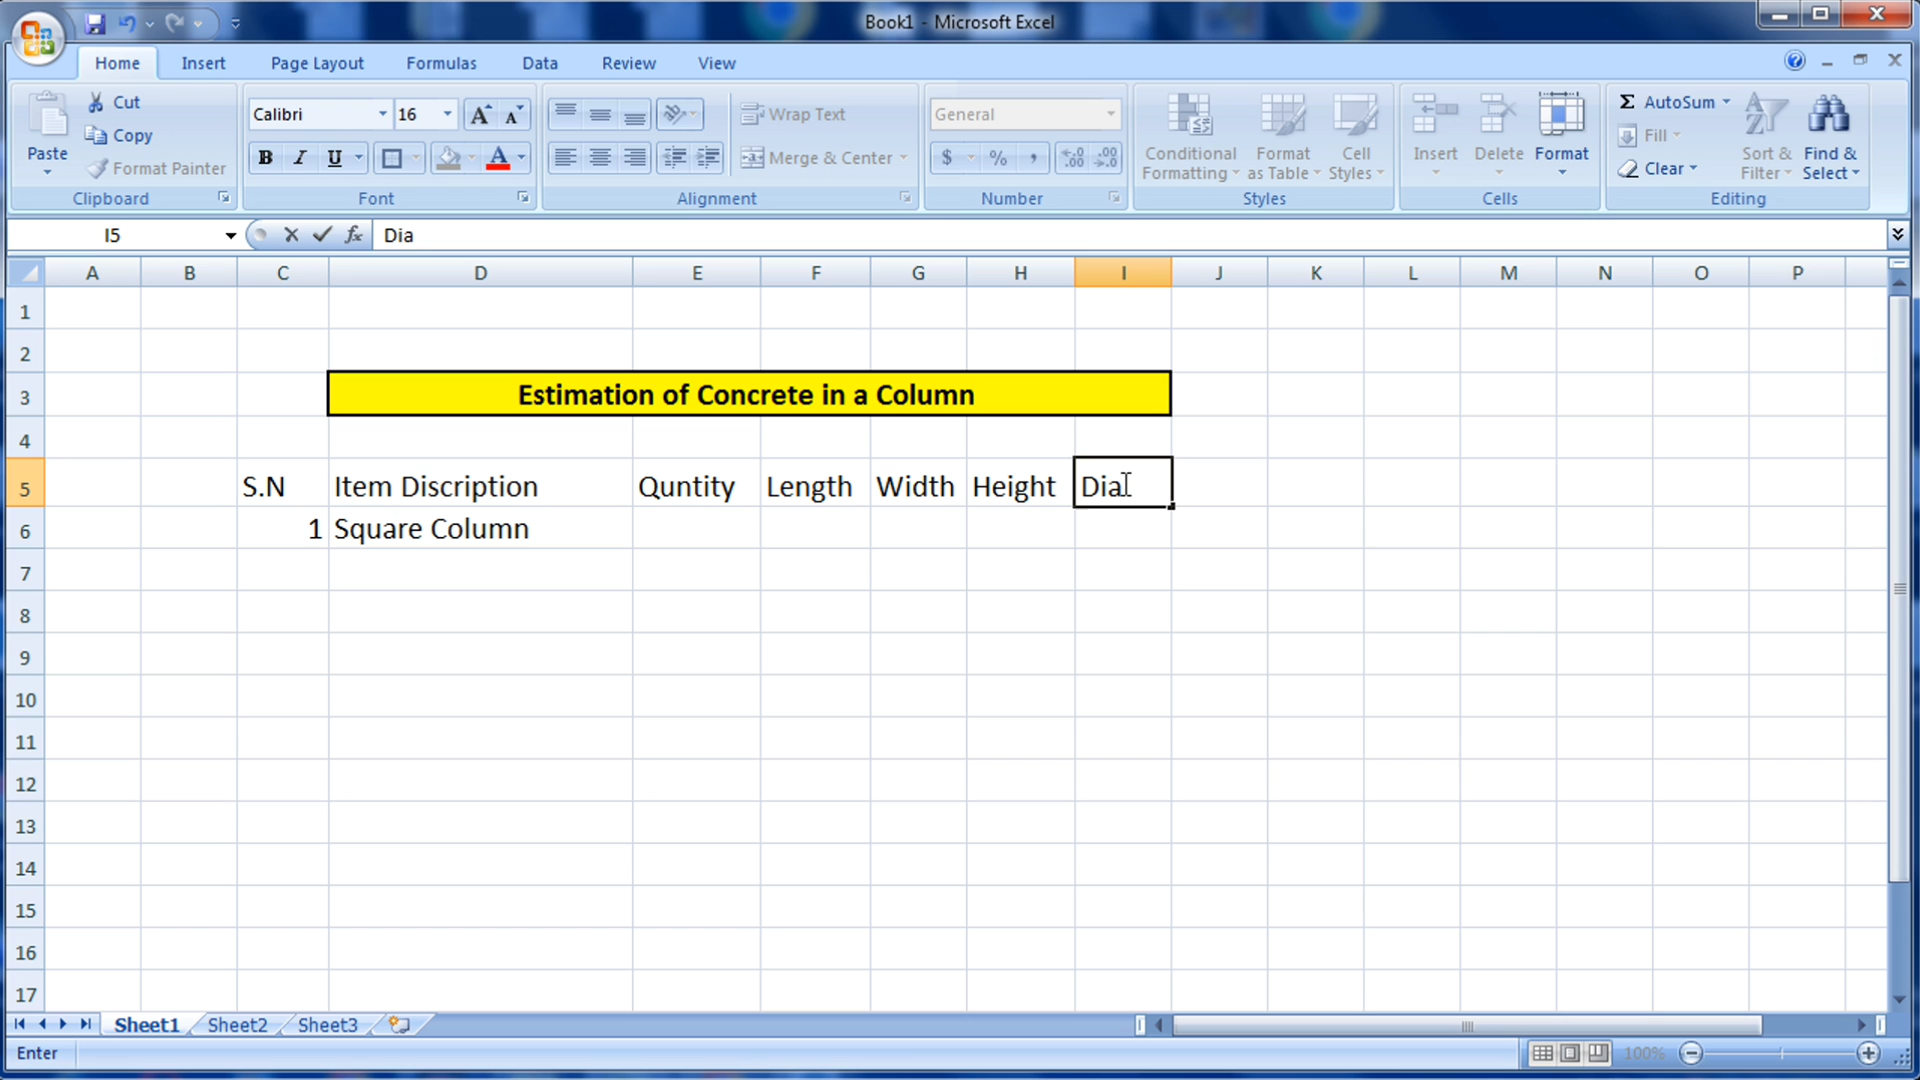 Book1 - Microsoft Excel
Home Insert Page Layout Formulas Data Review View
Paste
Cut
Copy
Format Painter
Clipboard
Calibri 16
B I U
Font
Wrap Text
Merge & Center
Alignment
General
$ % ,
Number
Conditional Formatting
Format as Table
Cell Styles
Styles
Insert Delete Format
Cells
Σ AutoSum
Fill
Clear
Sort & Filter
Find & Select
Editing
I5 fx Dia
A B C D E F G H I J K L M N O P
1
2
3 Estimation of Concrete in a Column
4
5 S.N Item Discription Quntity Length Width Height Dia
6 1 Square Column
7
8
9
10
11
12
13
14
15
16
17
Sheet1 Sheet2 Sheet3
Enter 100%